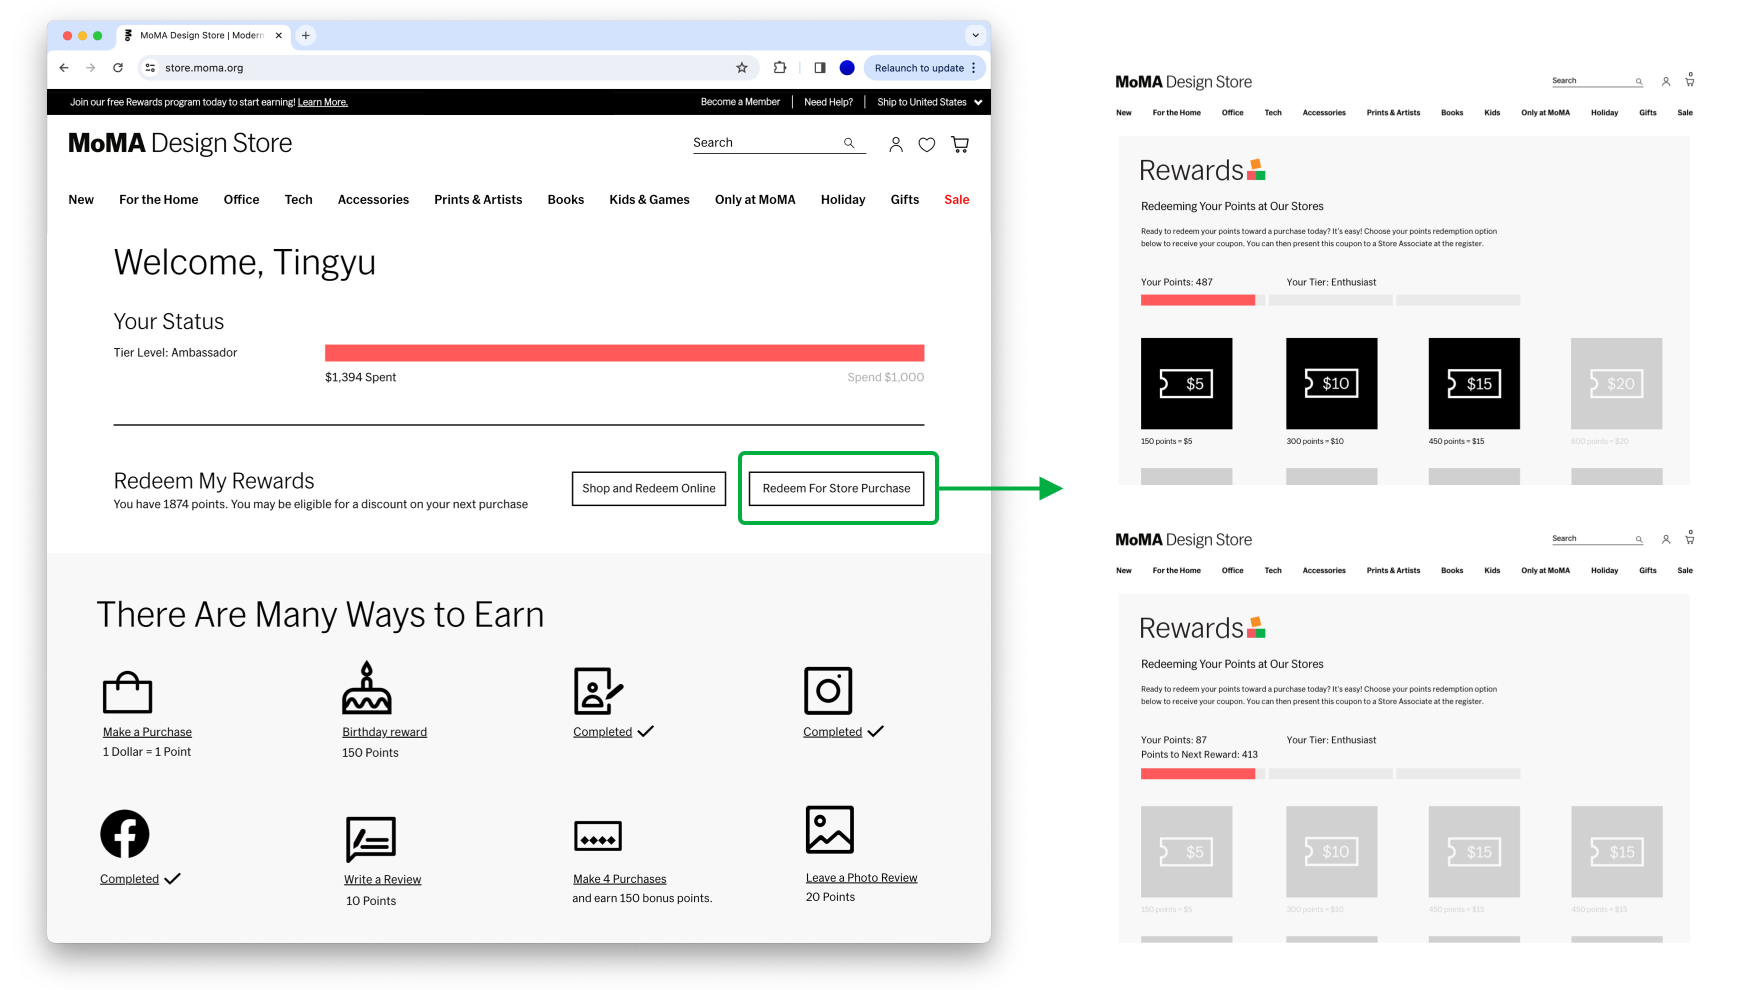 MoMA Design Store | Modern
store.moma.org
Relaunch to update
Join our free Rewards program today to start earning! Learn More.
Become a Member
Need Help?
Ship to United States
MoMA Design Store
Search
New For the Home Office Tech Accessories Prints & Artists Books Kids & Games Only at MoMA Holiday Gifts Sale
Welcome, Tingyu
Your Status
Tier Level: Ambassador
$1,394 Spent
Spend $1,000
Redeem My Rewards
You have 1874 points. You may be eligible for a discount on your next purchase
Shop and Redeem Online
Redeem For Store Purchase
There Are Many Ways to Earn
Make a Purchase
1 Dollar = 1 Point
Birthday reward
150 Points
Completed
Completed
Completed
Write a Review
10 Points
Make 4 Purchases
and earn 150 bonus points.
Leave a Photo Review
20 Points
MoMA Design Store
Search
0
New For the Home Office Tech Accessories Prints & Artists Books Kids Only at MoMA Holiday Gifts Sale
Rewards
Redeeming Your Points at Our Stores
Ready to redeem your points toward a purchase today? It's easy! Choose your points redemption option
below to receive your coupon. You can then present this coupon to a Store Associate at the register.
Your Points: 487
Your Tier: Enthusiast
$5
$10
$15
$20
150 points = $5
300 points = $10
450 points = $15
600 points = $20
MoMA Design Store
Search
0
New For the Home Office Tech Accessories Prints & Artists Books Kids Only at MoMA Holiday Gifts Sale
Rewards
Redeeming Your Points at Our Stores
Ready to redeem your points toward a purchase today? It's easy! Choose your points redemption option
below to receive your coupon. You can then present this coupon to a Store Associate at the register.
Your Points: 87
Your Tier: Enthusiast
Points to Next Reward: 413
$5
$10
$15
$15
150 points = $5
300 points = $10
450 points = $15
450 points = $15